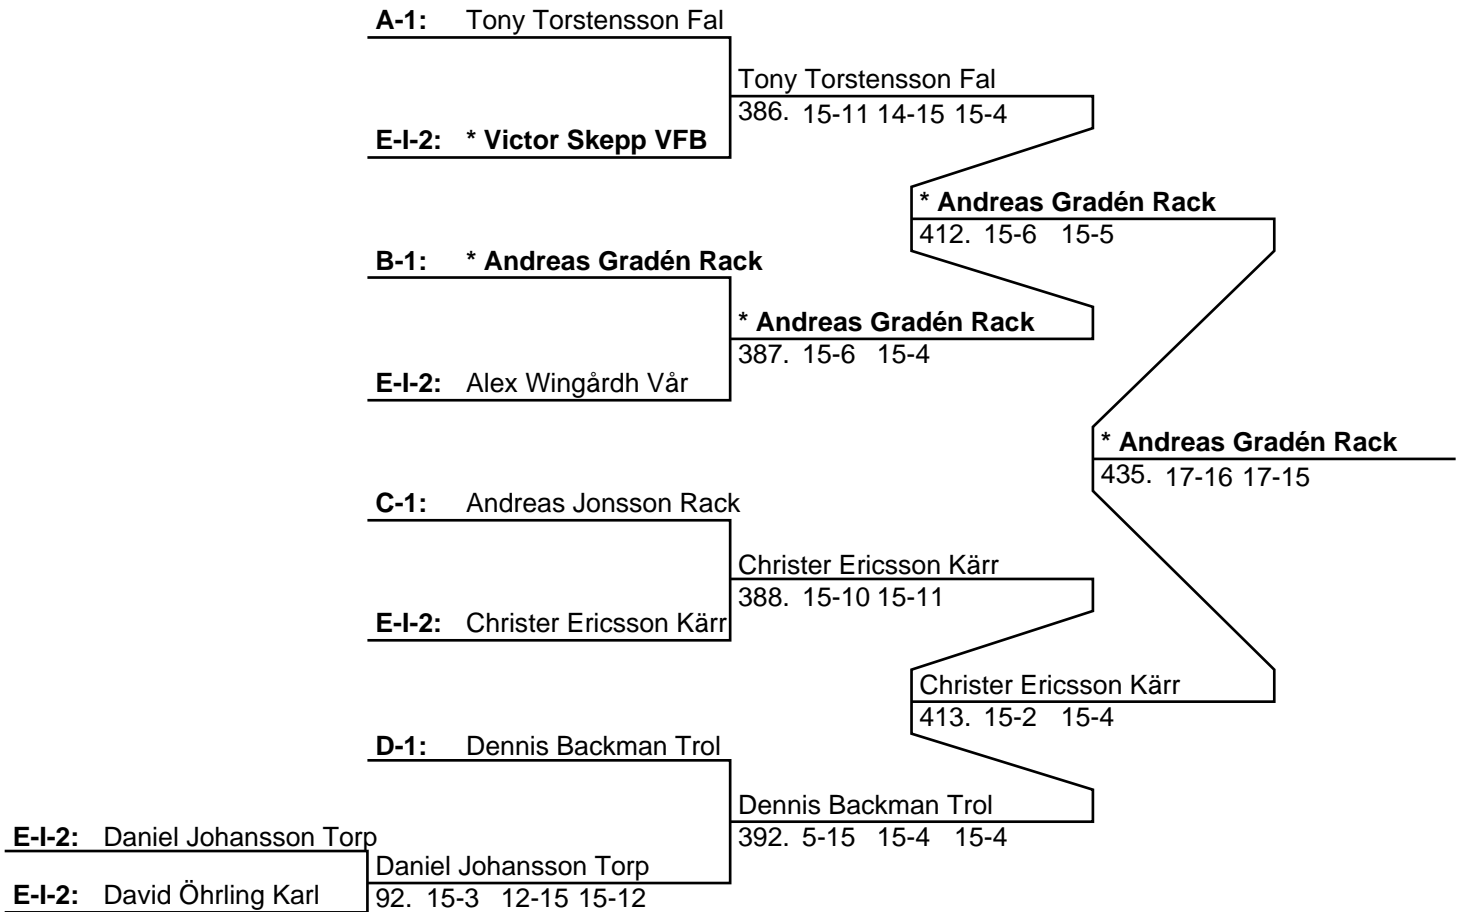 A-1: Tony Torstensson Fal
Tony Torstensson Fal
386. 15-11 14-15 15-4
E-I-2: * Victor Skepp VFB
* Andreas Gradén Rack
412. 15-6 15-5
B-1: * Andreas Gradén Rack
* Andreas Gradén Rack
387. 15-6 15-4
E-I-2: Alex Wingårdh Vår
* Andreas Gradén Rack
435. 17-16 17-15
C-1: Andreas Jonsson Rack
Christer Ericsson Kärr
388. 15-10 15-11
E-I-2: Christer Ericsson Kärr
Christer Ericsson Kärr
413. 15-2 15-4
D-1: Dennis Backman Trol
Dennis Backman Trol
392. 5-15 15-4 15-4
E-I-2: Daniel Johansson Torp
Daniel Johansson Torp
92. 15-3 12-15 15-12
E-I-2: David Öhrling Karl